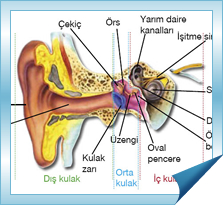 Çekiç
Örs
Yarım daire
kanalları
İşitme sin
S
D
Ö
Üzengi
Oval
pencere
Kulak
zarı
Dış kulak
Orta
kulak
İç kul